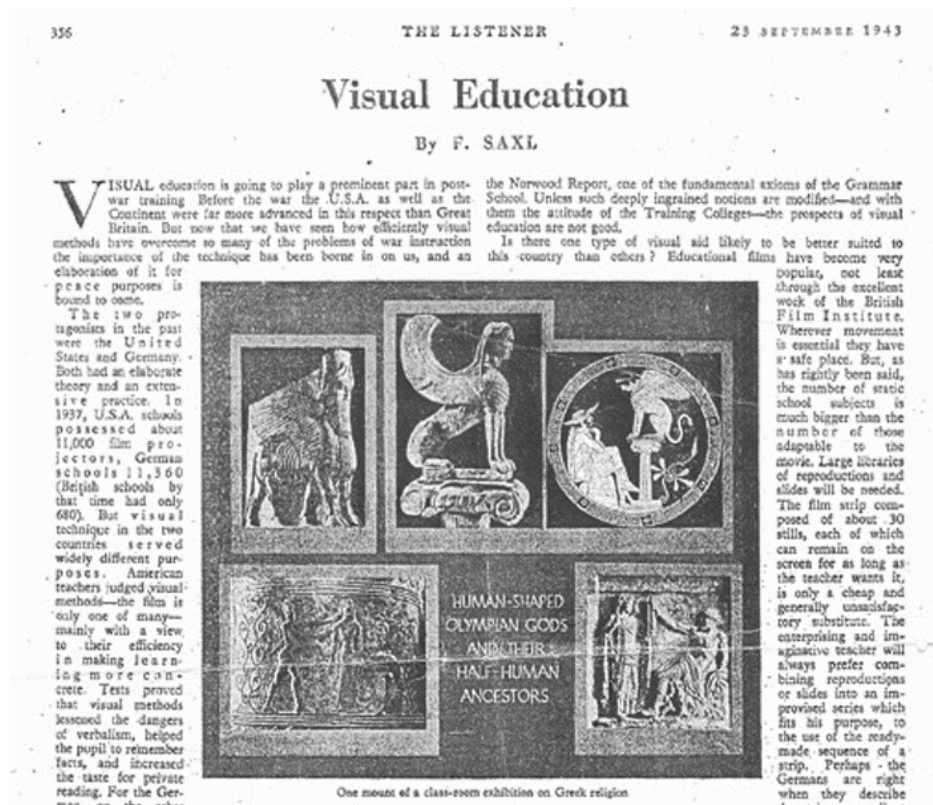 356
THE LISTENER
23 SEPTEMBER 1943
Visual Education
By F. SAXL
VISUAL education is going to play a prominent part in post-
war training Before the war the U.S.A. as well as the
Continent were far more advanced in this respect than Great
Britain. But now that we have seen how efficiently visual
methods have overcome so many of the problems of war instruction
the importance of the technique has been borne in on us, and an
elaboration of it for
peace purposes is
bound to come.
The two pro-
tagonists in the past
were the United
States and Germany.
Both had an elaborate
theory and an exten-
sive practice. In
1937, U.S.A. schools
possessed about
11,000 film pro-
jectors, German
schools 11,360
(British schools by
that time had only
680). But visual
technique in the two
countries served
widely different pur-
poses. American
teachers judged visual
methods—the film is
only one of many—
mainly with a view
to their efficiency
in making learn-
ing more con-
crete. Tests proved
that visual methods
lessened the dangers
of verbalism, helped
the pupil to remember
facts, and increased
the taste for private
reading. For the Ger-
HUMAN-SHAPED
OLYMPIAN GODS
AND THEIR
HALF-HUMAN
ANCESTORS
One mount of a class-room exhibition on Greek religion
the Norwood Report, one of the fundamental axioms of the Grammar
School. Unless such deeply ingrained notions are modified—and with
them the attitude of the Training Colleges—the prospects of visual
education are not good.
Is there one type of visual aid likely to be better suited to
this country than others? Educational films have become very
popular, not least
through the excellent
work of the British
Film Institute.
Wherever movement
is essential they have
a safe place. But, as
has rightly been said,
the number of static
school subjects is
much bigger than the
number of those
adaptable to the
movie. Large libraries
of reproductions and
slides will be needed.
The film strip com-
posed of about 30
stills, each of which
can remain on the
screen for as long as
the teacher wants it,
is only a cheap and
generally unsatisfac-
tory substitute. The
enterprising and im-
aginative teacher will
always prefer com-
bining reproductions
or slides into an im-
provised series which
fits his purpose, to
the use of the ready-
made sequence of a
strip. Perhaps the
Germans are right
when they describe